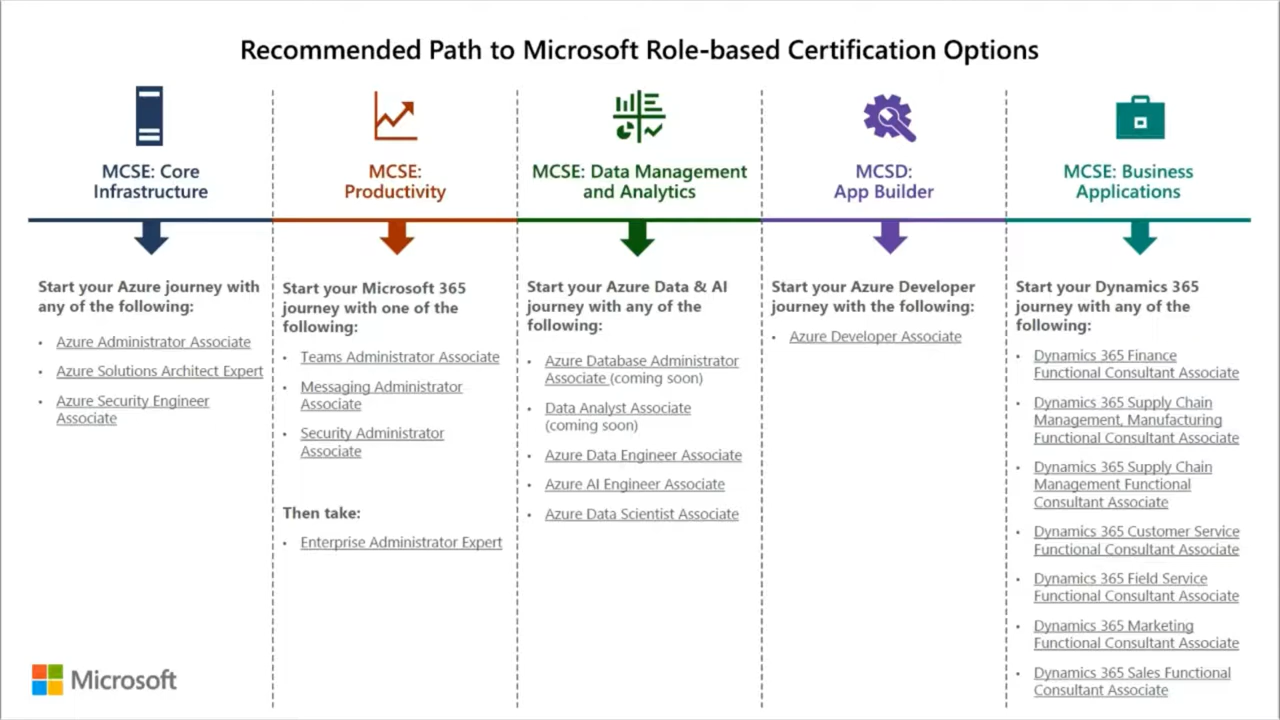 Recommended Path to Microsoft Role-based Certification Options
MCSE: Core
Infrastructure
Start your Azure journey with
any of the following:
• Azure Administrator Associate
• Azure Solutions Architect Expert
• Azure Security Engineer
Associate
MCSE:
Productivity
Start your Microsoft 365
journey with one of the
following:
• Teams Administrator Associate
• Messaging Administrator
Associate
• Security Administrator
Associate
Then take:
• Enterprise Administrator Expert
MCSE: Data Management
and Analytics
Start your Azure Data & AI
journey with any of the
following:
• Azure Database Administrator
Associate (coming soon)
• Data Analyst Associate
(coming soon)
• Azure Data Engineer Associate
• Azure AI Engineer Associate
• Azure Data Scientist Associate
MCSD:
App Builder
Start your Azure Developer
journey with the following:
• Azure Developer Associate
MCSE: Business
Applications
Start your Dynamics 365
journey with any of the
following:
• Dynamics 365 Finance
Functional Consultant Associate
• Dynamics 365 Supply Chain
Management, Manufacturing
Functional Consultant Associate
• Dynamics 365 Supply Chain
Management Functional
Consultant Associate
• Dynamics 365 Customer Service
Functional Consultant Associate
• Dynamics 365 Field Service
Functional Consultant Associate
• Dynamics 365 Marketing
Functional Consultant Associate
• Dynamics 365 Sales Functional
Consultant Associate
Microsoft